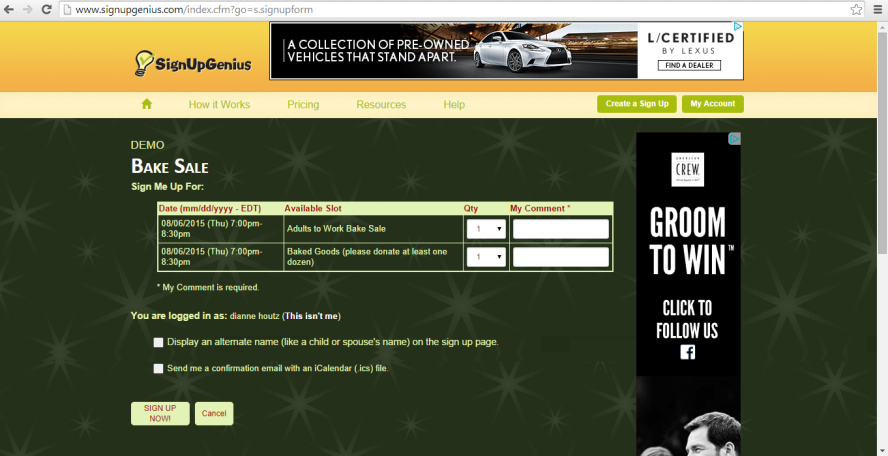 www.signupgenius.com/index.cfm?go=s.signupform
SignUpGenius
A COLLECTION OF PRE-OWNED
VEHICLES THAT STAND APART.
L/CERTIFIED
BY LEXUS
FIND A DEALER
How it Works Pricing Resources Help Create a Sign Up My Account
DEMO
BAKE SALE
Sign Me Up For:
Date (mm/dd/yyyy - EDT) Available Slot Qty My Comment *
08/06/2015 (Thu) 7:00pm-
8:30pm
Adults to Work Bake Sale 1
08/06/2015 (Thu) 7:00pm-
8:30pm
Baked Goods (please donate at least one
dozen)
1
* My Comment is required.
You are logged in as: dianne houtz (This isn't me)
Display an alternate name (like a child or spouse's name) on the sign up page.
Send me a confirmation email with an iCalendar (.ics) file.
SIGN UP
NOW!
Cancel
AMERICAN
CREW
GROOM
TO WIN™
CLICK TO
FOLLOW US
f